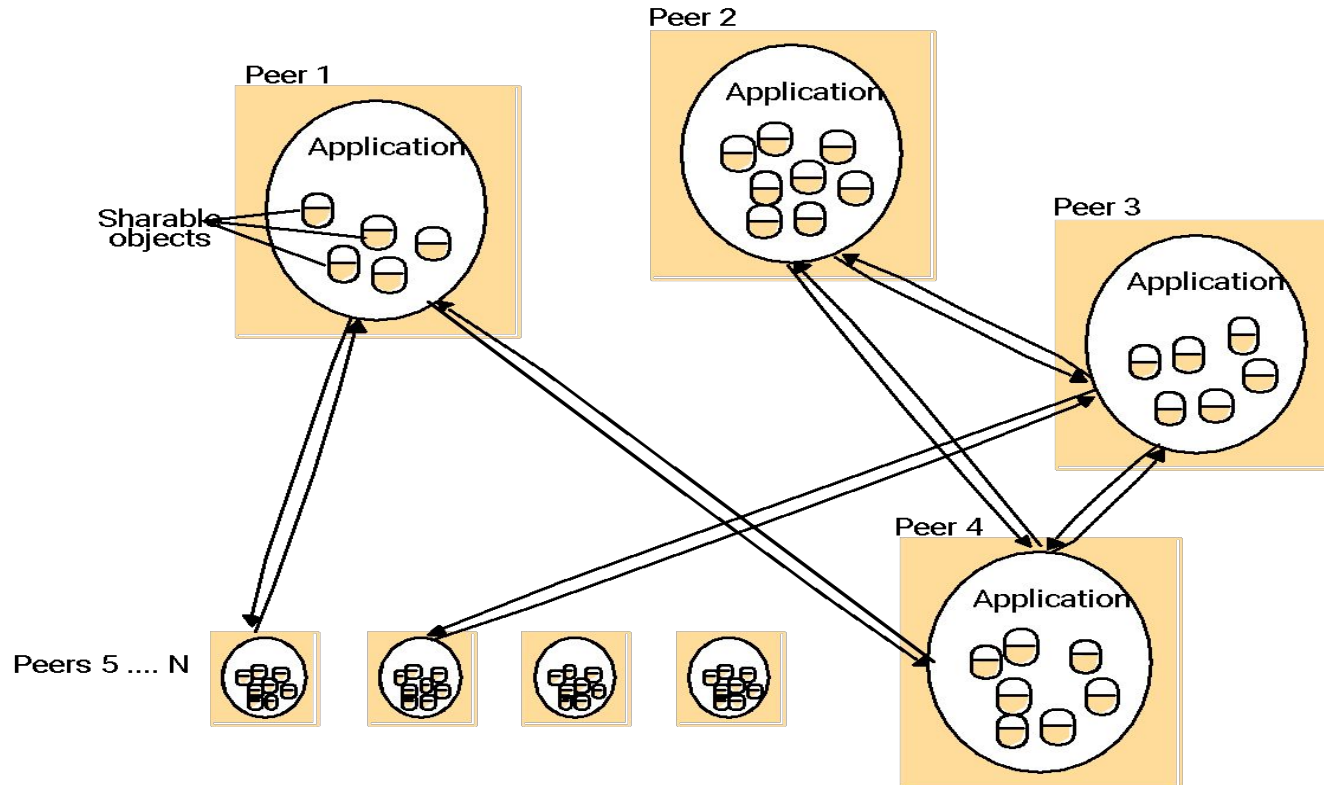 Peer 2
Peer 1
Application
Application
Sharable
objects
Peer 3
Application
Peer 4
Application
Peers 5 .... N